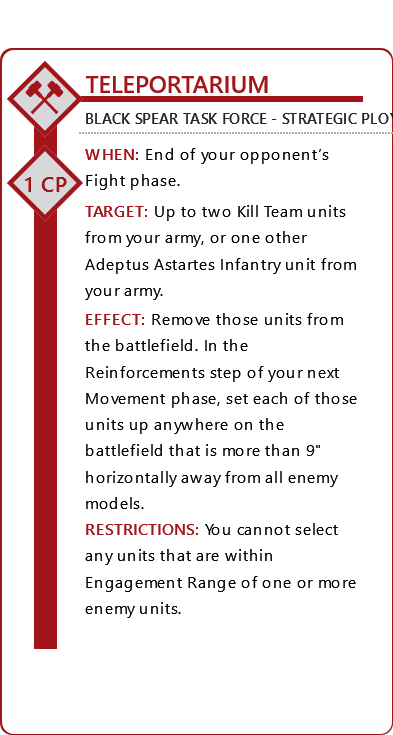 TELEPORTARIUM
BLACK SPEAR TASK FORCE - STRATEGIC PLOY
1 CP
WHEN: End of your opponent’s
Fight phase.
TARGET: Up to two Kill Team units
from your army, or one other
Adeptus Astartes Infantry unit from
your army.
EFFECT: Remove those units from
the battlefield. In the
Reinforcements step of your next
Movement phase, set each of those
units up anywhere on the
battlefield that is more than 9"
horizontally away from all enemy
models.
RESTRICTIONS: You cannot select
any units that are within
Engagement Range of one or more
enemy units.